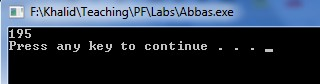 F:\Khalid\Teaching\PF\Labs\Abbas.exe
195
Press any key to continue . . .